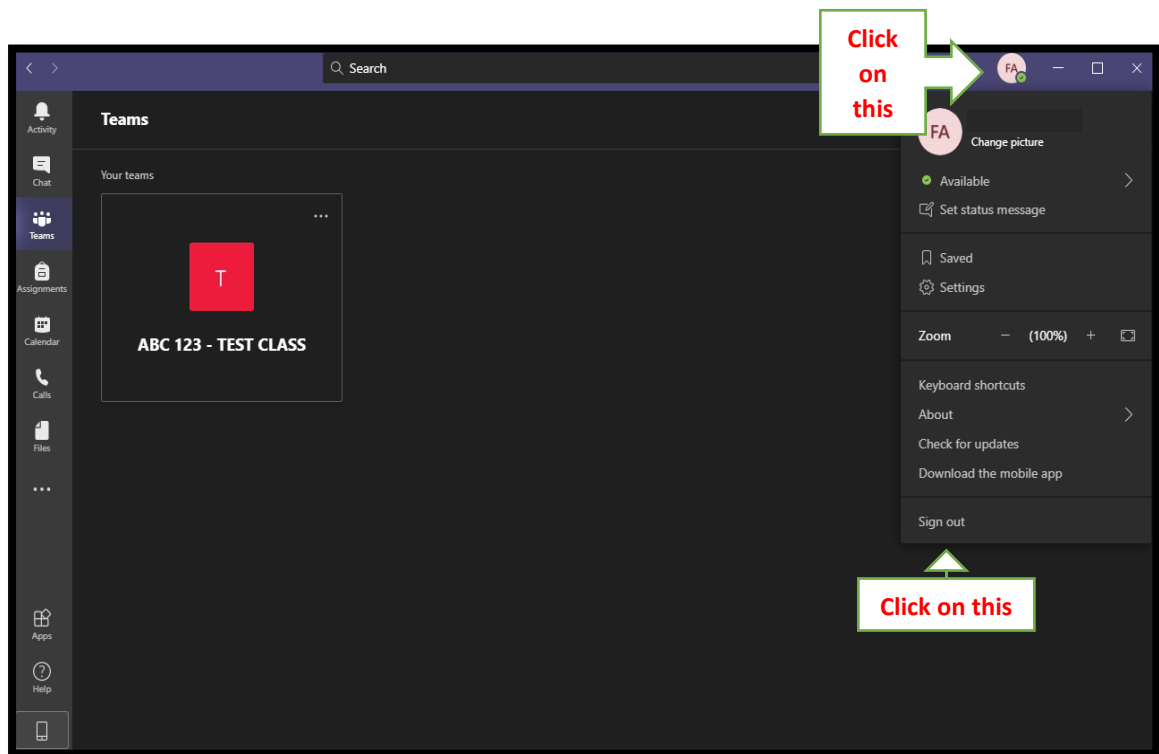 Click
on
this
Search
FA
Activity
Chat
Teams
Assignments
Calendar
Calls
Files
Apps
Help
Teams
Your teams
T
ABC 123 - TEST CLASS
FA
Change picture
Available
Set status message
Saved
Settings
Zoom − (100%) +
Keyboard shortcuts
About
Check for updates
Download the mobile app
Sign out
Click on this